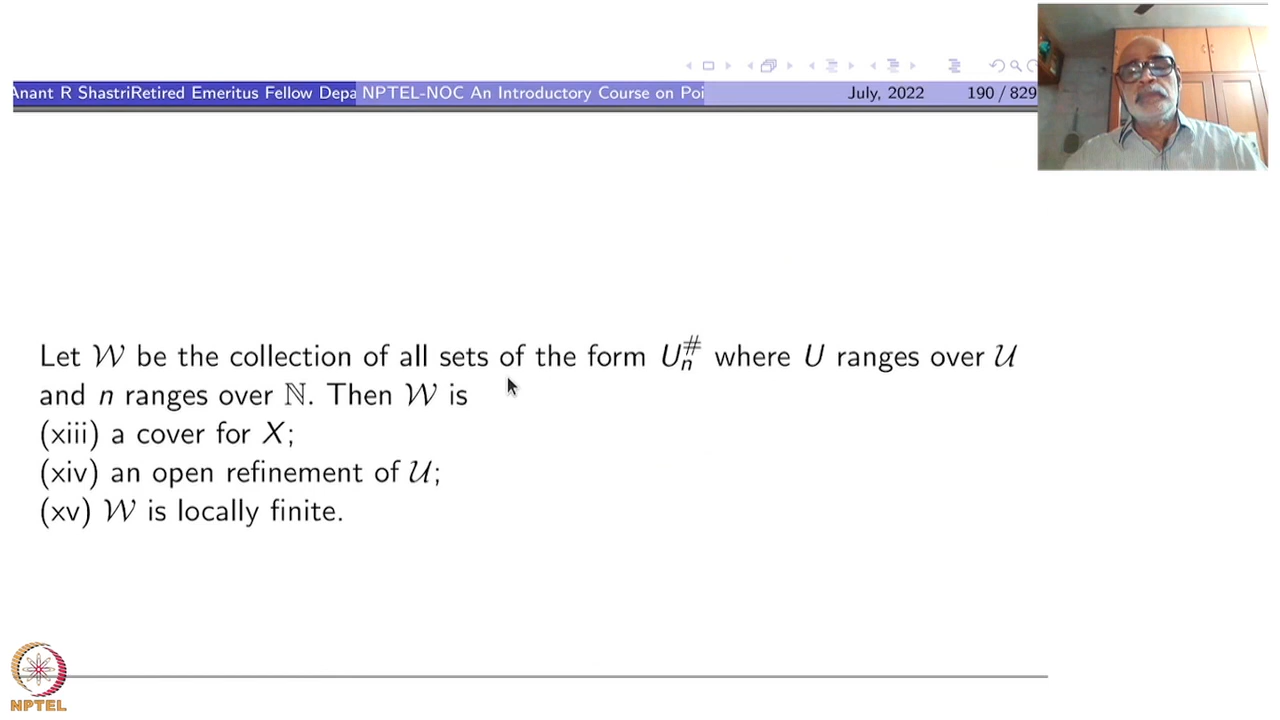 Anant R ShastriRetired Emeritus Fellow Depa NPTEL-NOC An Introductory Course on Poi July, 2022 190 / 829
Let 𝒲 be the collection of all sets of the form Uₙ^# where U ranges over 𝒰
and n ranges over ℕ. Then 𝒲 is
(xiii) a cover for X;
(xiv) an open refinement of 𝒰;
(xv) 𝒲 is locally finite.
NPTEL